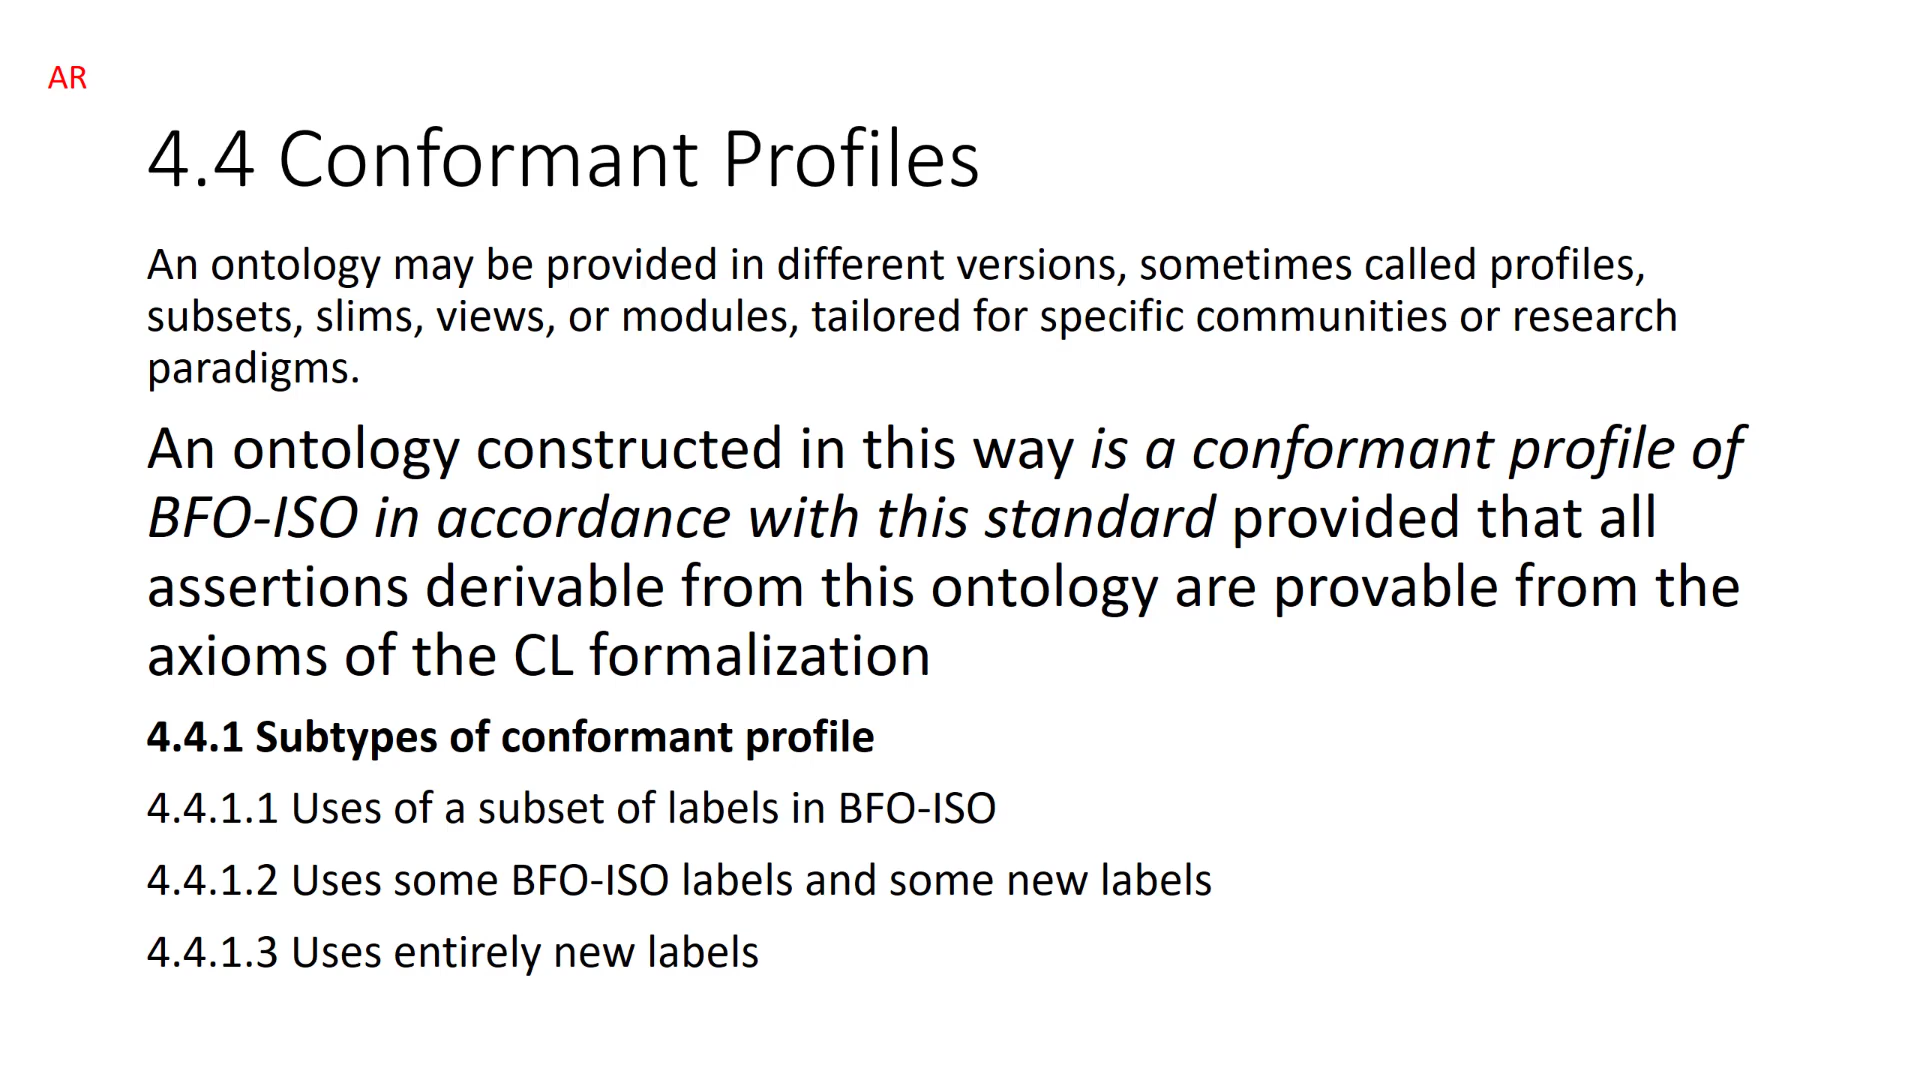 AR
4.4 Conformant Profiles
An ontology may be provided in different versions, sometimes called profiles,
subsets, slims, views, or modules, tailored for specific communities or research
paradigms.
An ontology constructed in this way is a conformant profile of
BFO-ISO in accordance with this standard provided that all
assertions derivable from this ontology are provable from the
axioms of the CL formalization
4.4.1 Subtypes of conformant profile
4.4.1.1 Uses of a subset of labels in BFO-ISO
4.4.1.2 Uses some BFO-ISO labels and some new labels
4.4.1.3 Uses entirely new labels